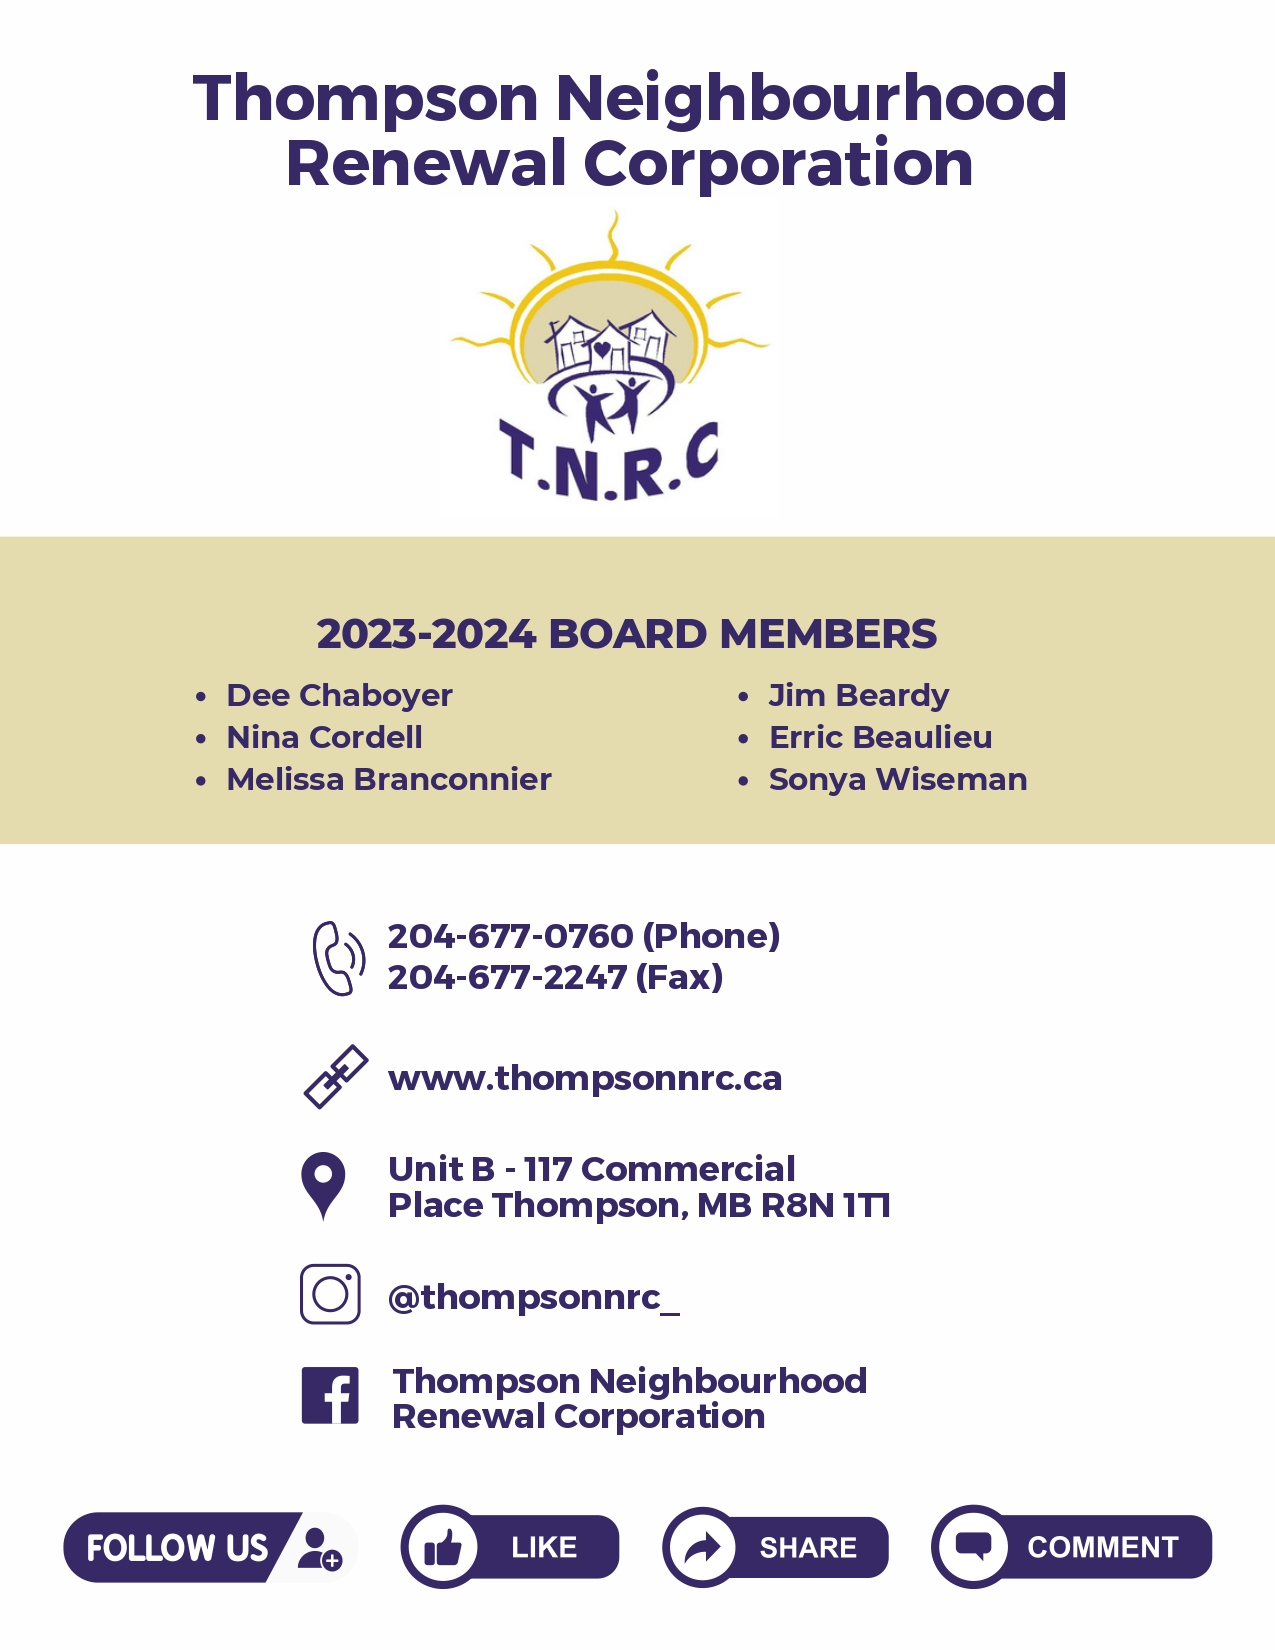 Thompson Neighbourhood
Renewal Corporation
T.N.R.C
2023-2024 BOARD MEMBERS
• Dee Chaboyer
• Nina Cordell
• Melissa Branconnier
• Jim Beardy
• Erric Beaulieu
• Sonya Wiseman
204-677-0760 (Phone)
204-677-2247 (Fax)
www.thompsonnrc.ca
Unit B - 117 Commercial
Place Thompson, MB R8N 1T1
@thompsonnrc_
Thompson Neighbourhood
Renewal Corporation
FOLLOW US
LIKE
SHARE
COMMENT